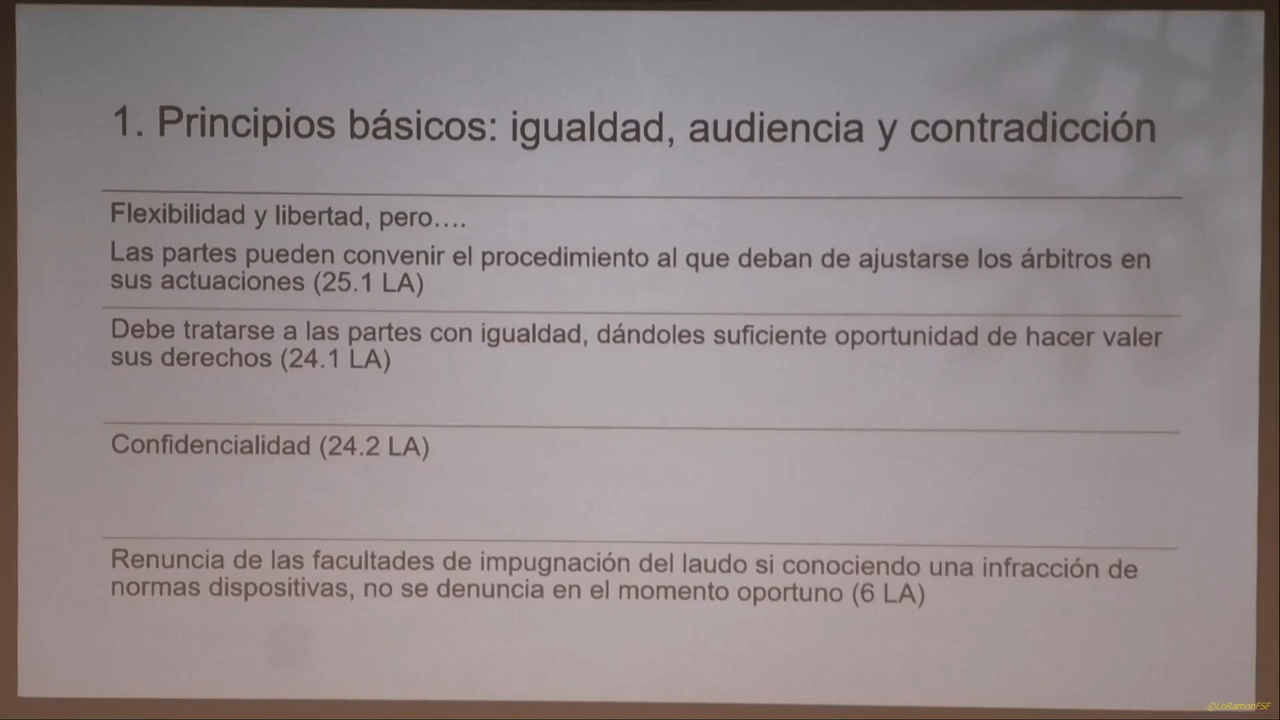 1. Principios básicos: igualdad, audiencia y contradicción
Flexibilidad y libertad, pero....
Las partes pueden convenir el procedimiento al que deban de ajustarse los árbitros en
sus actuaciones (25.1 LA)
Debe tratarse a las partes con igualdad, dándoles suficiente oportunidad de hacer valer
sus derechos (24.1 LA)
Confidencialidad (24.2 LA)
Renuncia de las facultades de impugnación del laudo si conociendo una infracción de
normas dispositivas, no se denuncia en el momento oportuno (6 LA)
©LoRamonFSF